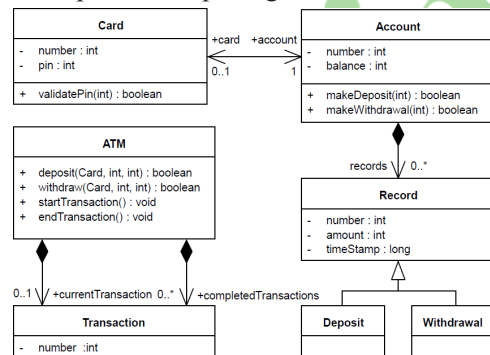 Card
- number : int
- pin : int
+ validatePin(int) : boolean
+card
+account
0..1
1
Account
- number : int
- balance : int
+ makeDeposit(int) : boolean
+ makeWithdrawal(int) : boolean
ATM
+ deposit(Card, int, int) : boolean
+ withdraw(Card, int, int) : boolean
+ startTransaction() : void
+ endTransaction() : void
records
0..*
Record
- number : int
- amount : int
- timeStamp : long
0..1
+currentTransaction
0..*
+completedTransactions
Transaction
- number :int
Deposit
Withdrawal